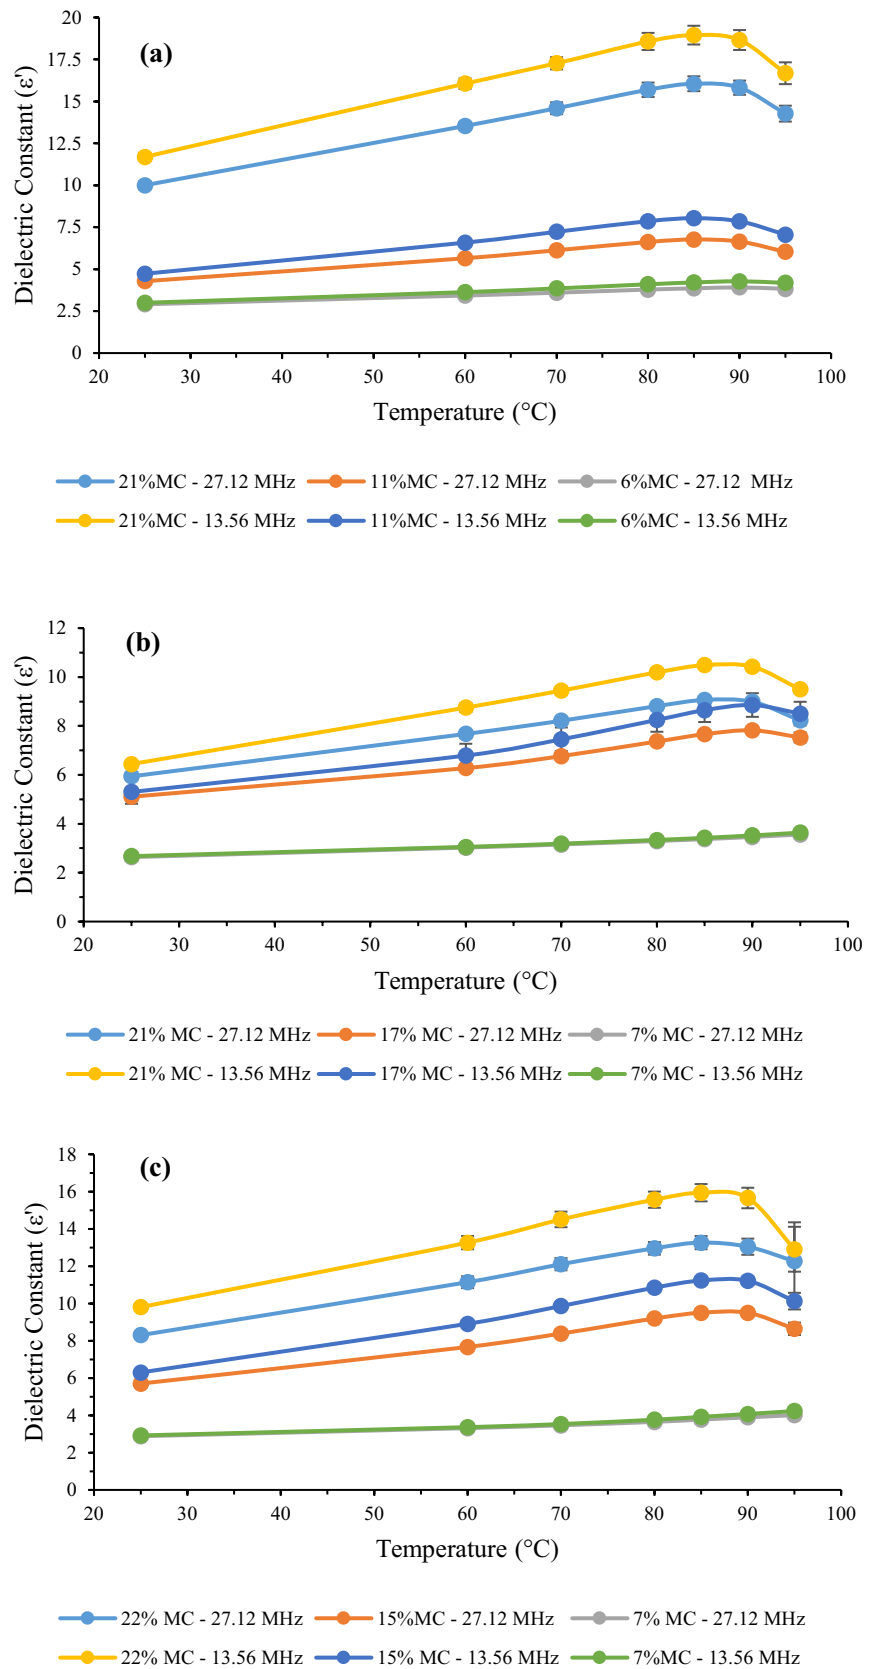 (a)
Dielectric Constant (ε')
20
17.5
15
12.5
10
7.5
5
2.5
0
20 30 40 50 60 70 80 90 100
Temperature (°C)
21%MC - 27.12 MHz 11%MC - 27.12 MHz 6%MC - 27.12 MHz
21%MC - 13.56 MHz 11%MC - 13.56 MHz 6%MC - 13.56 MHz
(b)
Dielectric Constant (ε')
12
10
8
6
4
2
0
20 30 40 50 60 70 80 90 100
Temperature (°C)
21% MC - 27.12 MHz 17% MC - 27.12 MHz 7% MC - 27.12 MHz
21% MC - 13.56 MHz 17% MC - 13.56 MHz 7% MC - 13.56 MHz
(c)
Dielectric Constant (ε')
18
16
14
12
10
8
6
4
2
0
20 30 40 50 60 70 80 90 100
Temperature (°C)
22% MC - 27.12 MHz 15%MC - 27.12 MHz 7% MC - 27.12 MHz
22% MC - 13.56 MHz 15% MC - 13.56 MHz 7%MC - 13.56 MHz